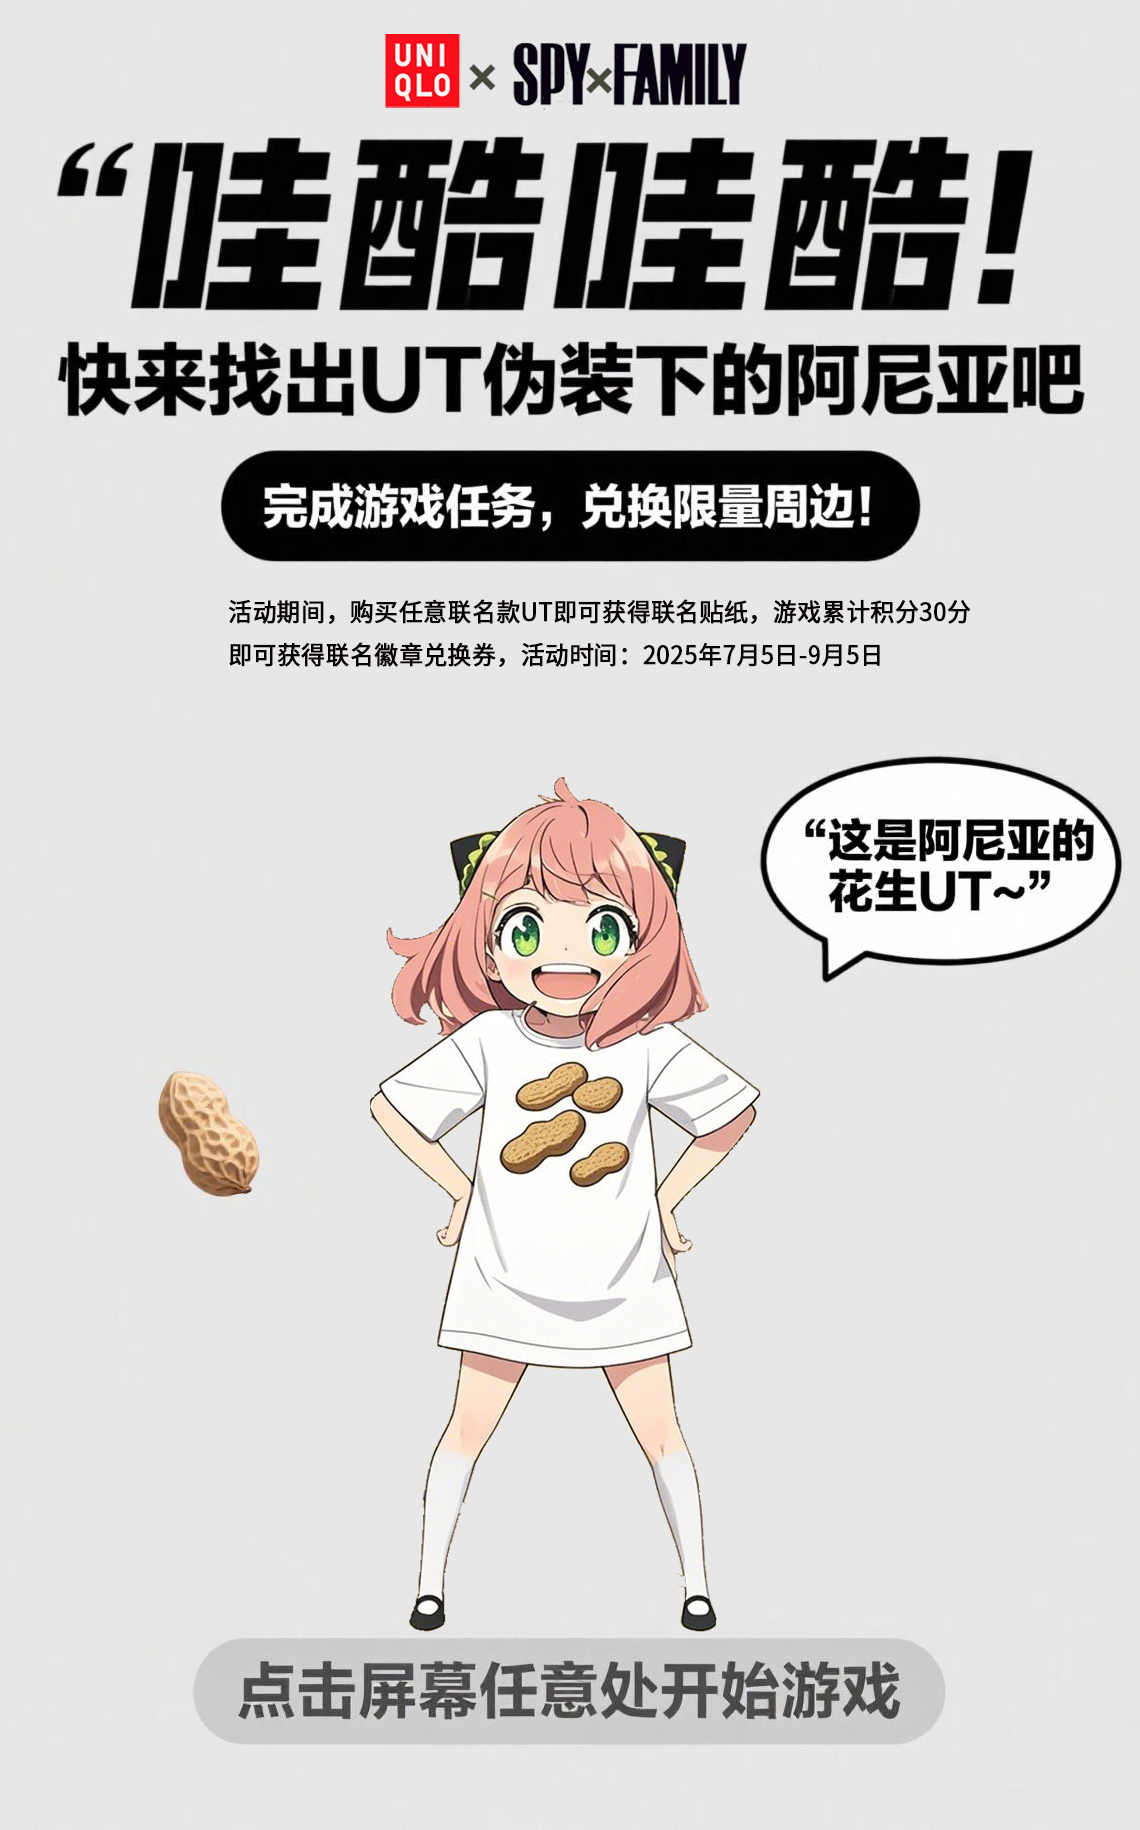 UNIQLO × SPY×FAMILY
“哇酷哇酷！
快来找出UT伪装下的阿尼亚吧
完成游戏任务，兑换限量周边！
活动期间，购买任意联名款UT即可获得联名贴纸，游戏累计积分30分
即可获得联名徽章兑换券，活动时间：2025年7月5日-9月5日
“这是阿尼亚的
花生UT~”
点击屏幕任意处开始游戏